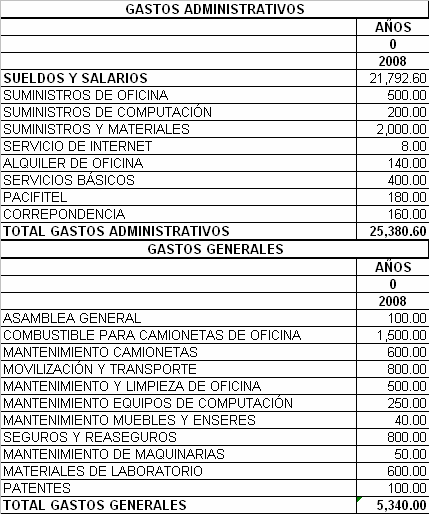 GASTOS ADMINISTRATIVOS
AÑOS
0
2008
SUELDOS Y SALARIOS 21,792.60
SUMINISTROS DE OFICINA 500.00
SUMINISTROS DE COMPUTACIÓN 200.00
SUMINISTROS Y MATERIALES 2,000.00
SERVICIO DE INTERNET 8.00
ALQUILER DE OFICINA 140.00
SERVICIOS BÁSICOS 400.00
PACIFITEL 180.00
CORREPONDENCIA 160.00
TOTAL GASTOS ADMINISTRATIVOS 25,380.60
GASTOS GENERALES
AÑOS
0
2008
ASAMBLEA GENERAL 100.00
COMBUSTIBLE PARA CAMIONETAS DE OFICINA 1,500.00
MANTENIMIENTO CAMIONETAS 600.00
MOVILIZACIÓN Y TRANSPORTE 800.00
MANTENIMIENTO Y LIMPIEZA DE OFICINA 500.00
MANTENIMIENTO EQUIPOS DE COMPUTACIÓN 250.00
MANTENIMIENTO MUEBLES Y ENSERES 40.00
SEGUROS Y REASEGUROS 800.00
MANTENIMIENTO DE MAQUINARIAS 50.00
MATERIALES DE LABORATORIO 600.00
PATENTES 100.00
TOTAL GASTOS GENERALES 5,340.00